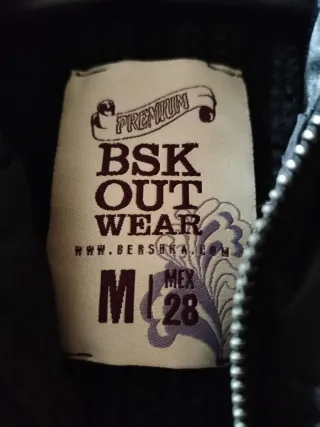 PREMIUM
BSK
OUT
WEAR
WWW.BERSHKA.COM
M | MEX 28